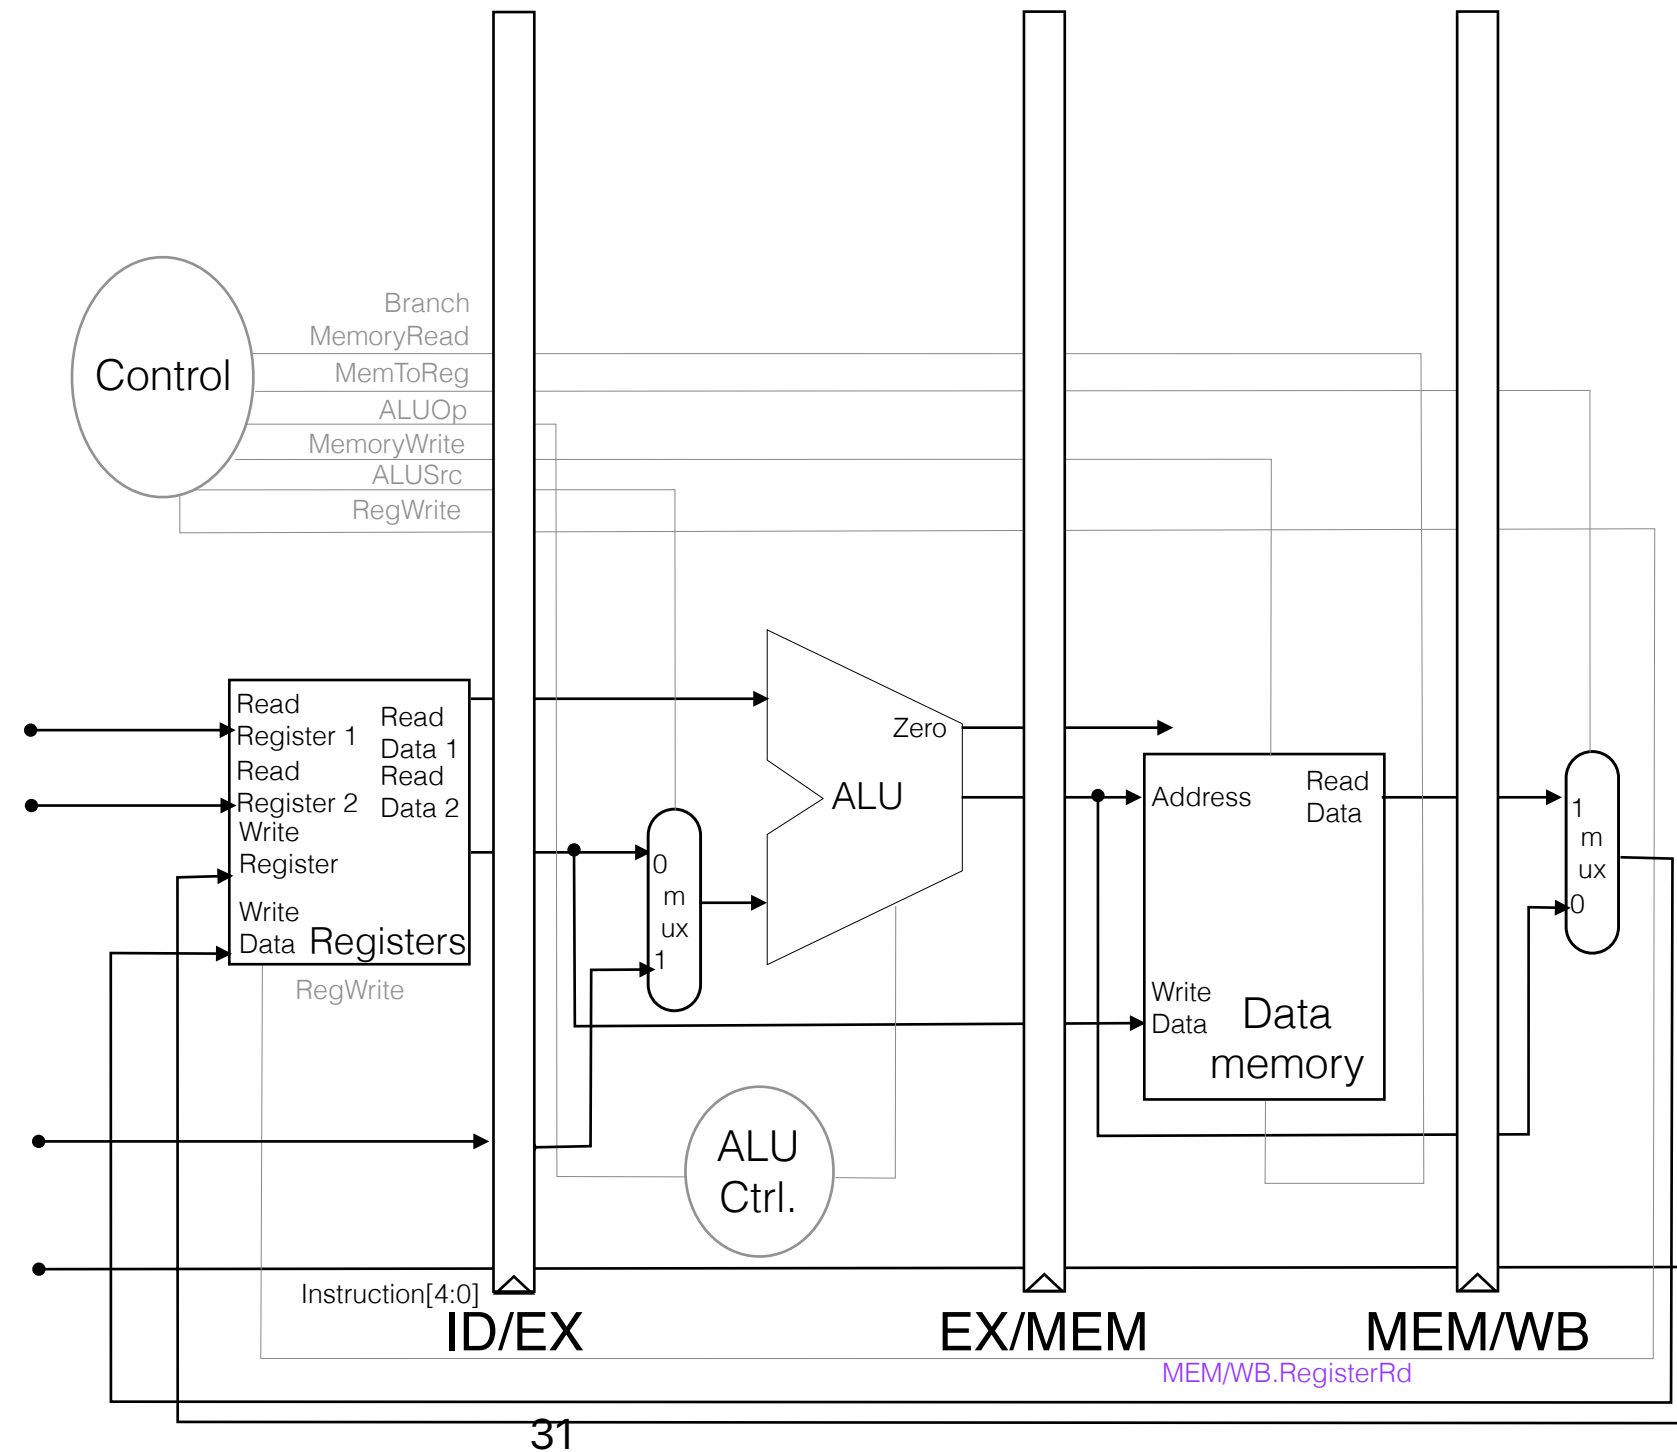 Branch
MemoryRead
MemToReg
ALUOp
MemoryWrite
ALUSrc
RegWrite
Control
Read
Register 1
Read
Register 2
Write
Register
Write
Data
Read
Data 1
Read
Data 2
Registers
RegWrite
0
m
ux
1
Zero
ALU
ALU
Ctrl.
Address
Read
Data
Write
Data
Data
memory
1
m
ux
0
Instruction[4:0]
ID/EX
EX/MEM
MEM/WB
MEM/WB.RegisterRd
31